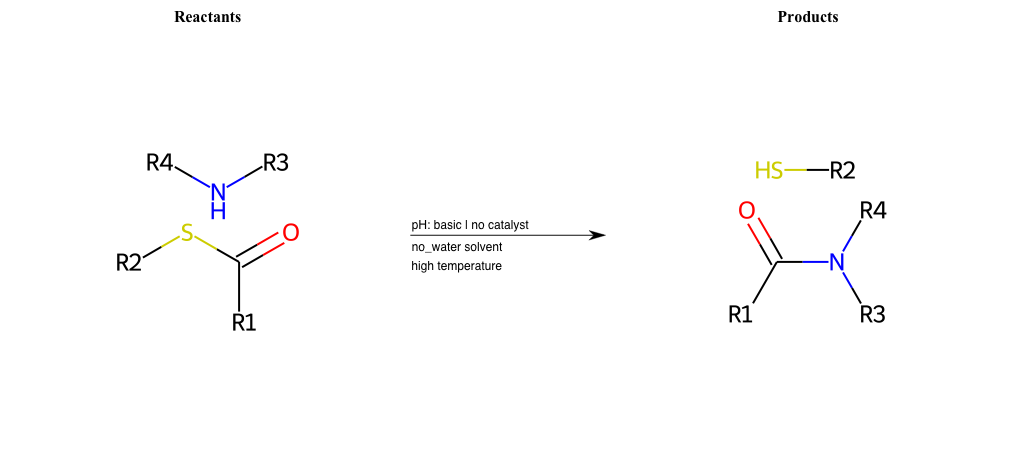 Reactants
Products
R4
R3
N
H
S
O
R2
R1
pH: basic | no catalyst
no_water solvent
high temperature
HS
R2
O
R4
N
R1
R3